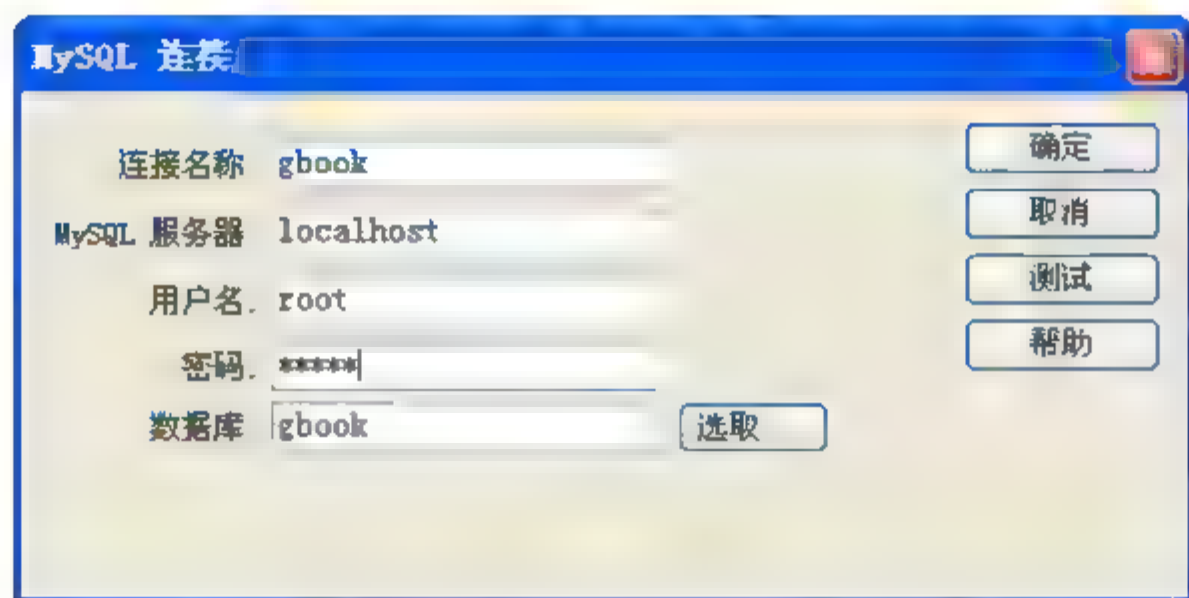 MySQL 连接
连接名称 gbook
确定
MySQL 服务器 localhost
取消
用户名. root
测试
密码. *****
帮助
数据库 gbook 选取